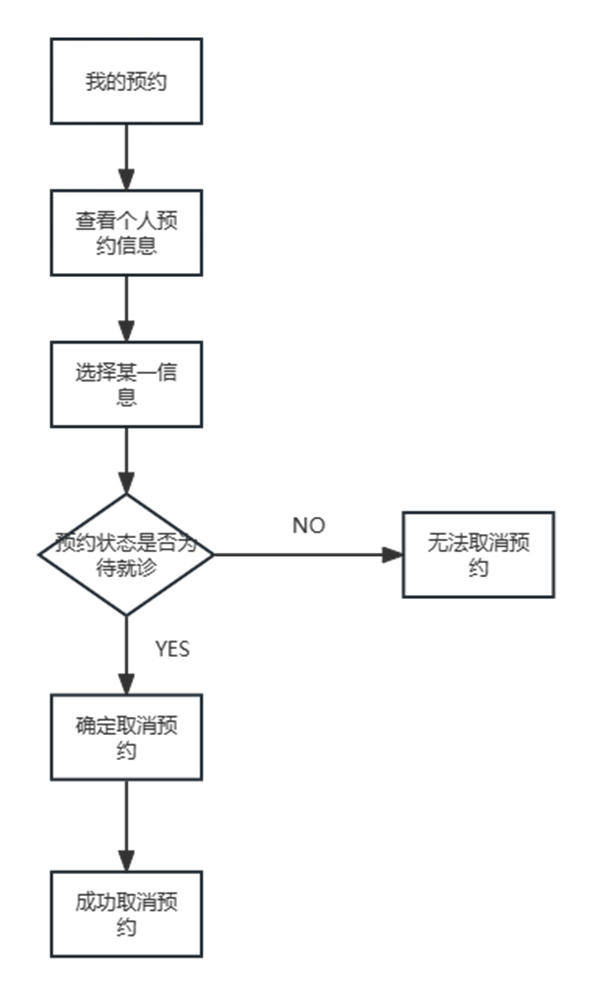 我的预约
查看个人预
约信息
选择某一信
息
预约状态是否为
待就诊
NO
无法取消预
约
YES
确定取消预
约
成功取消预
约